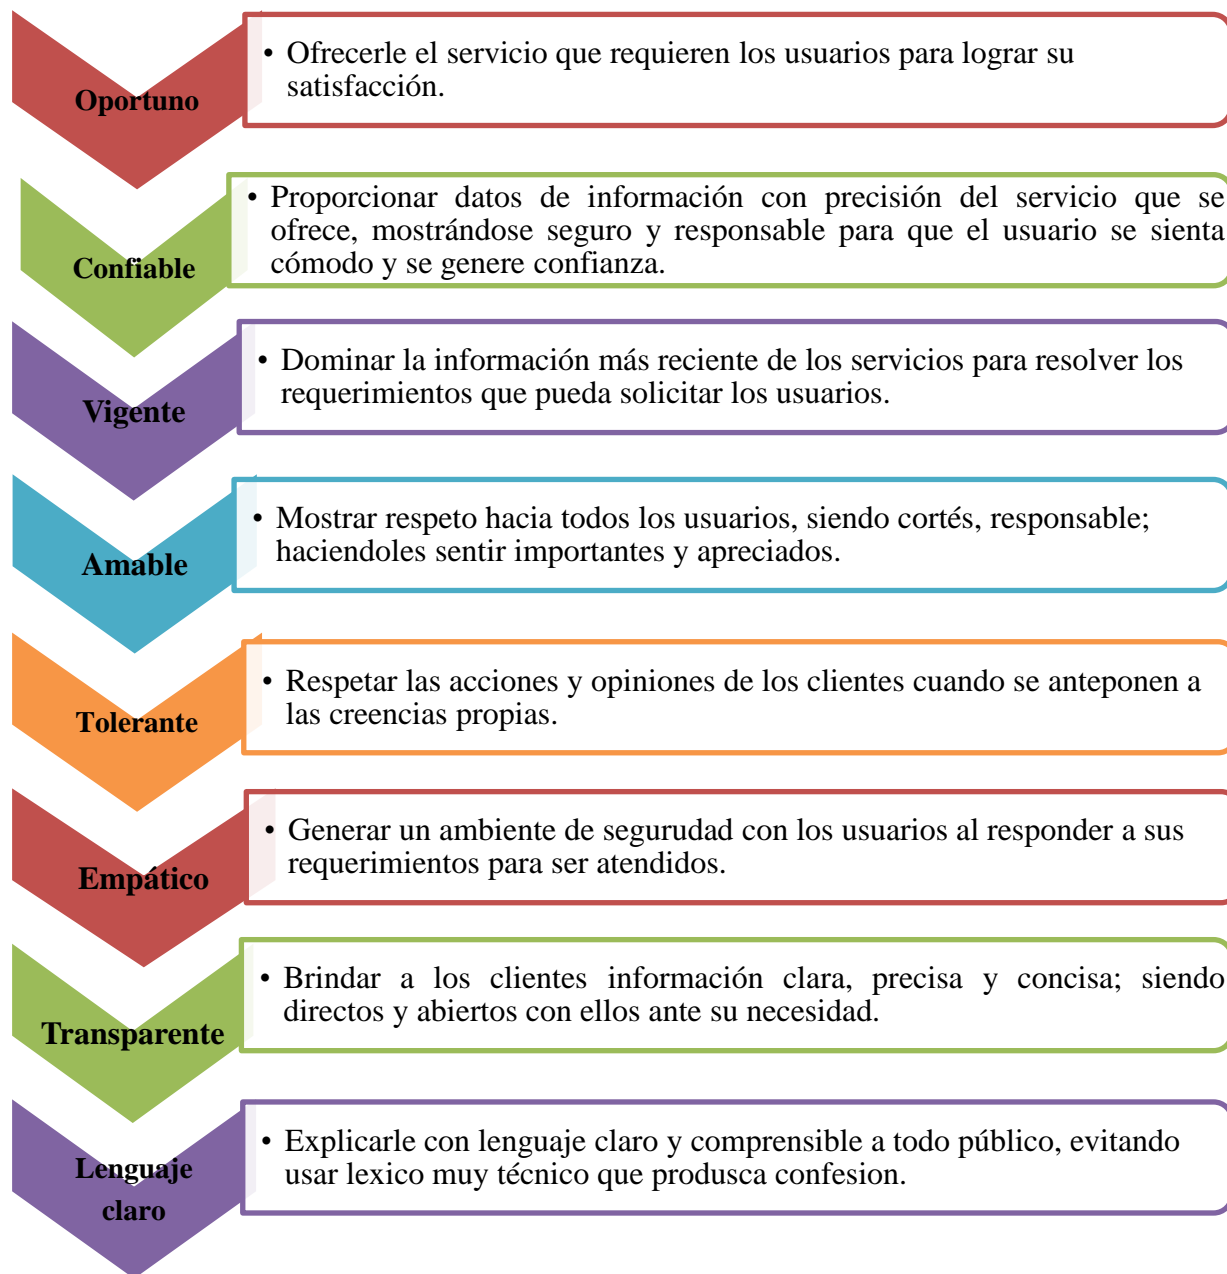 Oportuno
• Ofrecerle el servicio que requieren los usuarios para lograr su
satisfacción.
Confiable
• Proporcionar datos de información con precisión del servicio que se
ofrece, mostrándose seguro y responsable para que el usuario se sienta
cómodo y se genere confianza.
Vigente
• Dominar la información más reciente de los servicios para resolver los
requerimientos que pueda solicitar los usuarios.
Amable
• Mostrar respeto hacia todos los usuarios, siendo cortés, responsable;
haciendoles sentir importantes y apreciados.
Tolerante
• Respetar las acciones y opiniones de los clientes cuando se anteponen a
las creencias propias.
Empático
• Generar un ambiente de segurudad con los usuarios al responder a sus
requerimientos para ser atendidos.
Transparente
• Brindar a los clientes información clara, precisa y concisa; siendo
directos y abiertos con ellos ante su necesidad.
Lenguaje
claro
• Explicarle con lenguaje claro y comprensible a todo público, evitando
usar lexico muy técnico que produsca confesion.